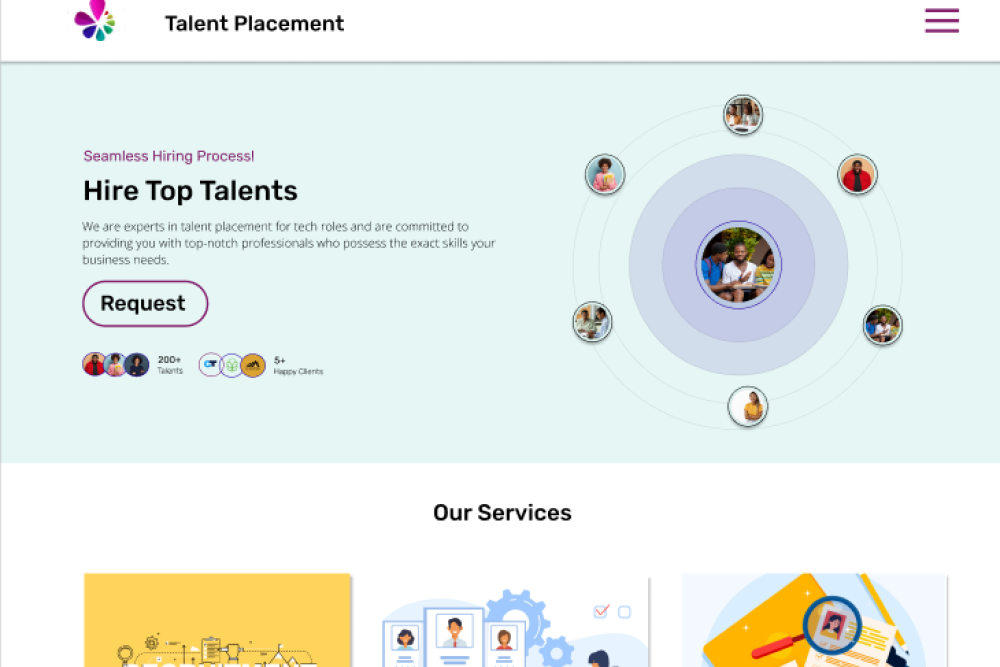 Talent Placement
Seamless Hiring Process!
Hire Top Talents
We are experts in talent placement for tech roles and are committed to
providing you with top-notch professionals who possess the exact skills your
business needs.
Request
200+
Talents
5+
Happy Clients
Our Services